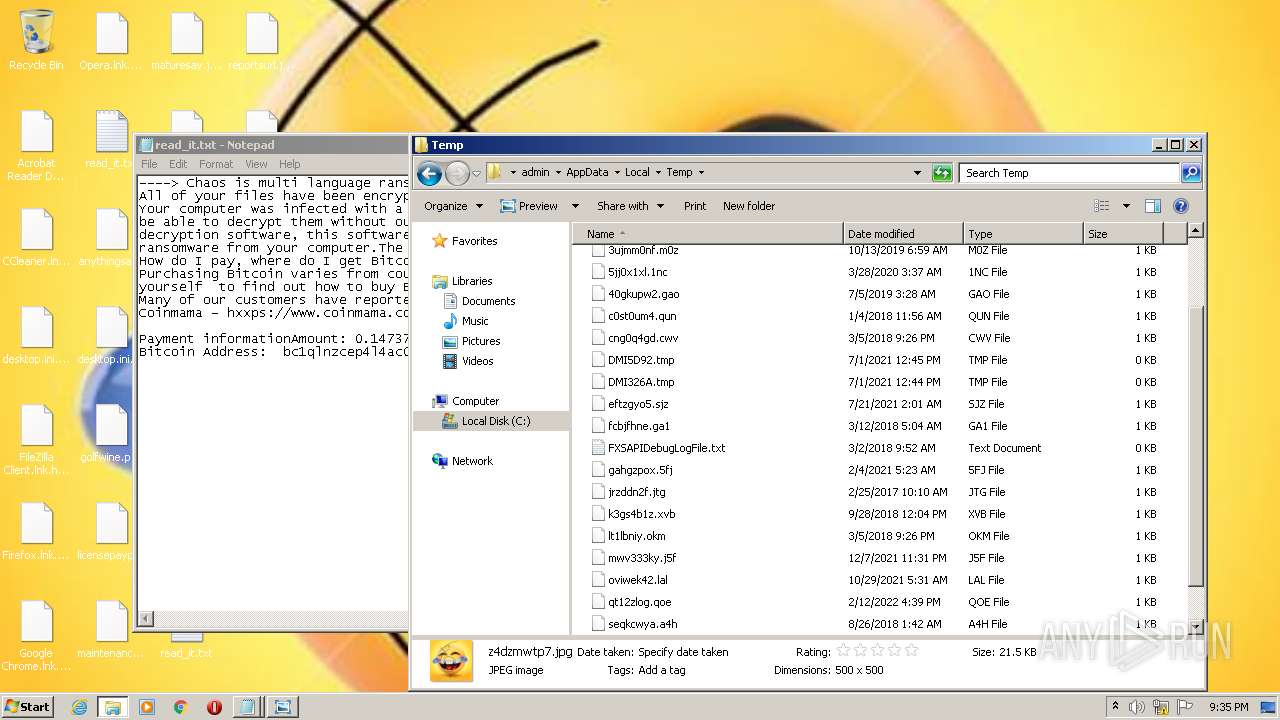 Recycle Bin
Opera.lnk....
maturesay.j...
reportsurl.j...
Acrobat
Reader D...
read_it.tx
CCleaner.ln...
anythingsa
desktop.ini....
desktop.ini
FileZilla
Client.lnk.h...
golfwine.p
Firefox.lnk....
licensepayp
Google
Chrome.lnk....
maintenanc...
read_it.txt
read_it.txt - Notepad
File Edit Format View Help
----> Chaos is multi language rans
All of your files have been encryp
Your computer was infected with a
be able to decrypt them without ou
decryption software, this software
ransomware from your computer.The
How do I pay, where do I get Bitco
Purchasing Bitcoin varies from cou
yourself  to find out how to buy B
Many of our customers have reporte
Coinmama - hxxps://www.coinmama.co
Payment informationAmount: 0.14737
Bitcoin Address:  bc1qlnzcep4l4ac0
Temp
admin AppData Local Temp
Search Temp
Organize Preview Share with Print New folder
Favorites
Libraries
Documents
Music
Pictures
Videos
Computer
Local Disk (C:)
Network
Name Date modified Type Size
3ujmm0nf.m0z 10/13/2019 6:59 AM M0Z File 1 KB
5jj0x1xl.1nc 3/28/2020 3:37 AM 1NC File 1 KB
40gkupw2.gao 7/5/2019 3:28 AM GAO File 1 KB
c0st0um4.qun 1/4/2018 11:56 AM QUN File 1 KB
cng0q4gd.cwv 3/5/2018 9:26 PM CWV File 1 KB
DMI5D92.tmp 7/1/2021 12:45 PM TMP File 0 KB
DMI326A.tmp 7/1/2021 12:44 PM TMP File 0 KB
eftzgyo5.sjz 7/21/2021 2:01 AM SJZ File 1 KB
fcbjfhne.ga1 3/12/2018 5:04 AM GA1 File 1 KB
FXSAPIDebugLogFile.txt 3/2/2018 9:52 AM Text Document 0 KB
gahgzpox.5fj 2/4/2021 5:23 AM 5FJ File 1 KB
jrzddn2f.jtg 2/25/2017 10:10 AM JTG File 1 KB
k3gs4b1z.xvb 9/28/2018 12:04 PM XVB File 1 KB
lt1lbniy.okm 3/5/2018 9:26 PM OKM File 1 KB
mwv333ky.j5f 12/7/2021 11:31 PM J5F File 1 KB
oviwek42.lal 10/29/2021 5:31 AM LAL File 1 KB
qt12zlog.qoe 2/12/2022 4:39 PM QOE File 1 KB
seqkcwya.a4h 8/26/2018 1:42 AM A4H File 1 KB
z4dzmwtp7.jpg Date taken: Specify date taken Rating: Size: 21.5 KB
JPEG image Tags: Add a tag Dimensions: 500 x 500
ANY RUN
Start
9:35 PM